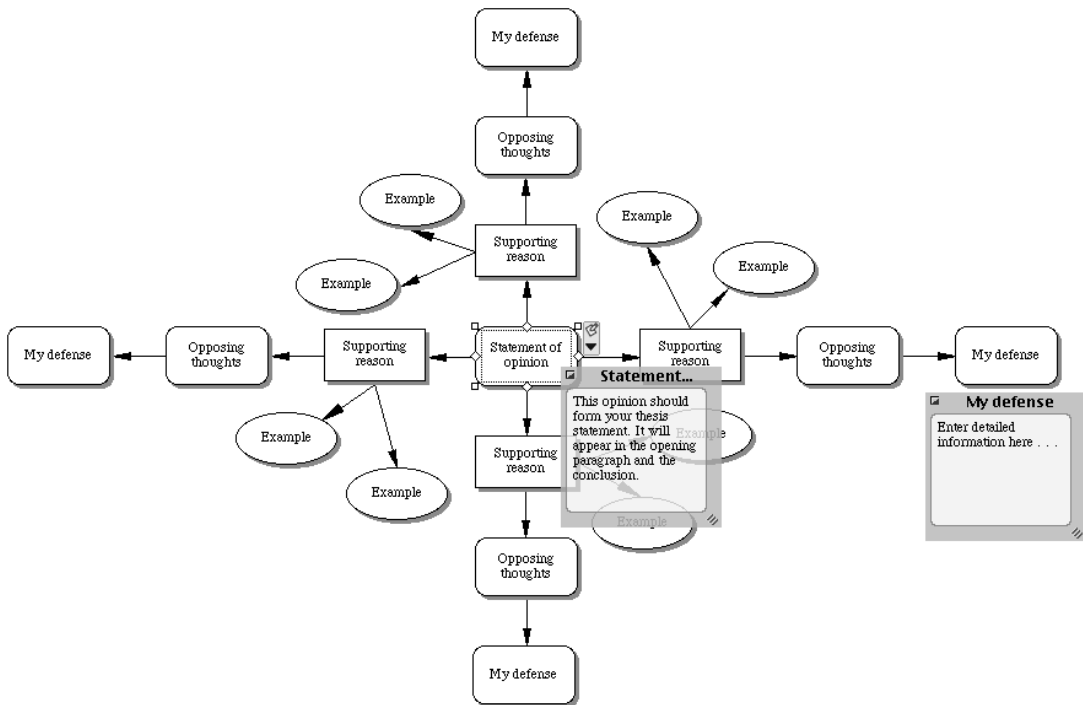 My defense
Opposing
thoughts
Example
Example
Supporting
reason
Example
Example
My defense
Opposing
thoughts
Supporting
reason
Statement of
opinion
Supporting
reason
Opposing
thoughts
My defense
Statement...
This opinion should
form your thesis
statement. It will
appear in the opening
paragraph and the
conclusion.
My defense
Enter detailed
information here . . .
Example
Example
Supporting
reason
Example
Example
Opposing
thoughts
My defense